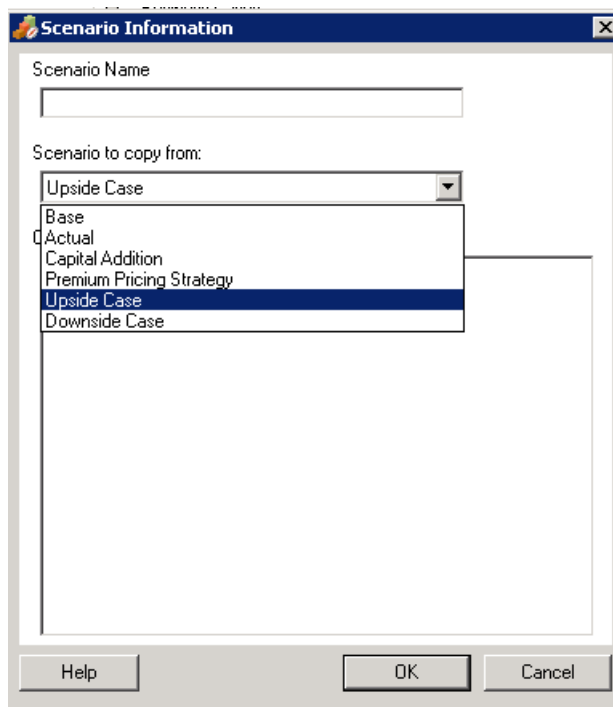 Scenario Information
Scenario Name
Scenario to copy from:
Upside Case
Base
Actual
Capital Addition
Premium Pricing Strategy
Upside Case
Downside Case
Help
OK
Cancel